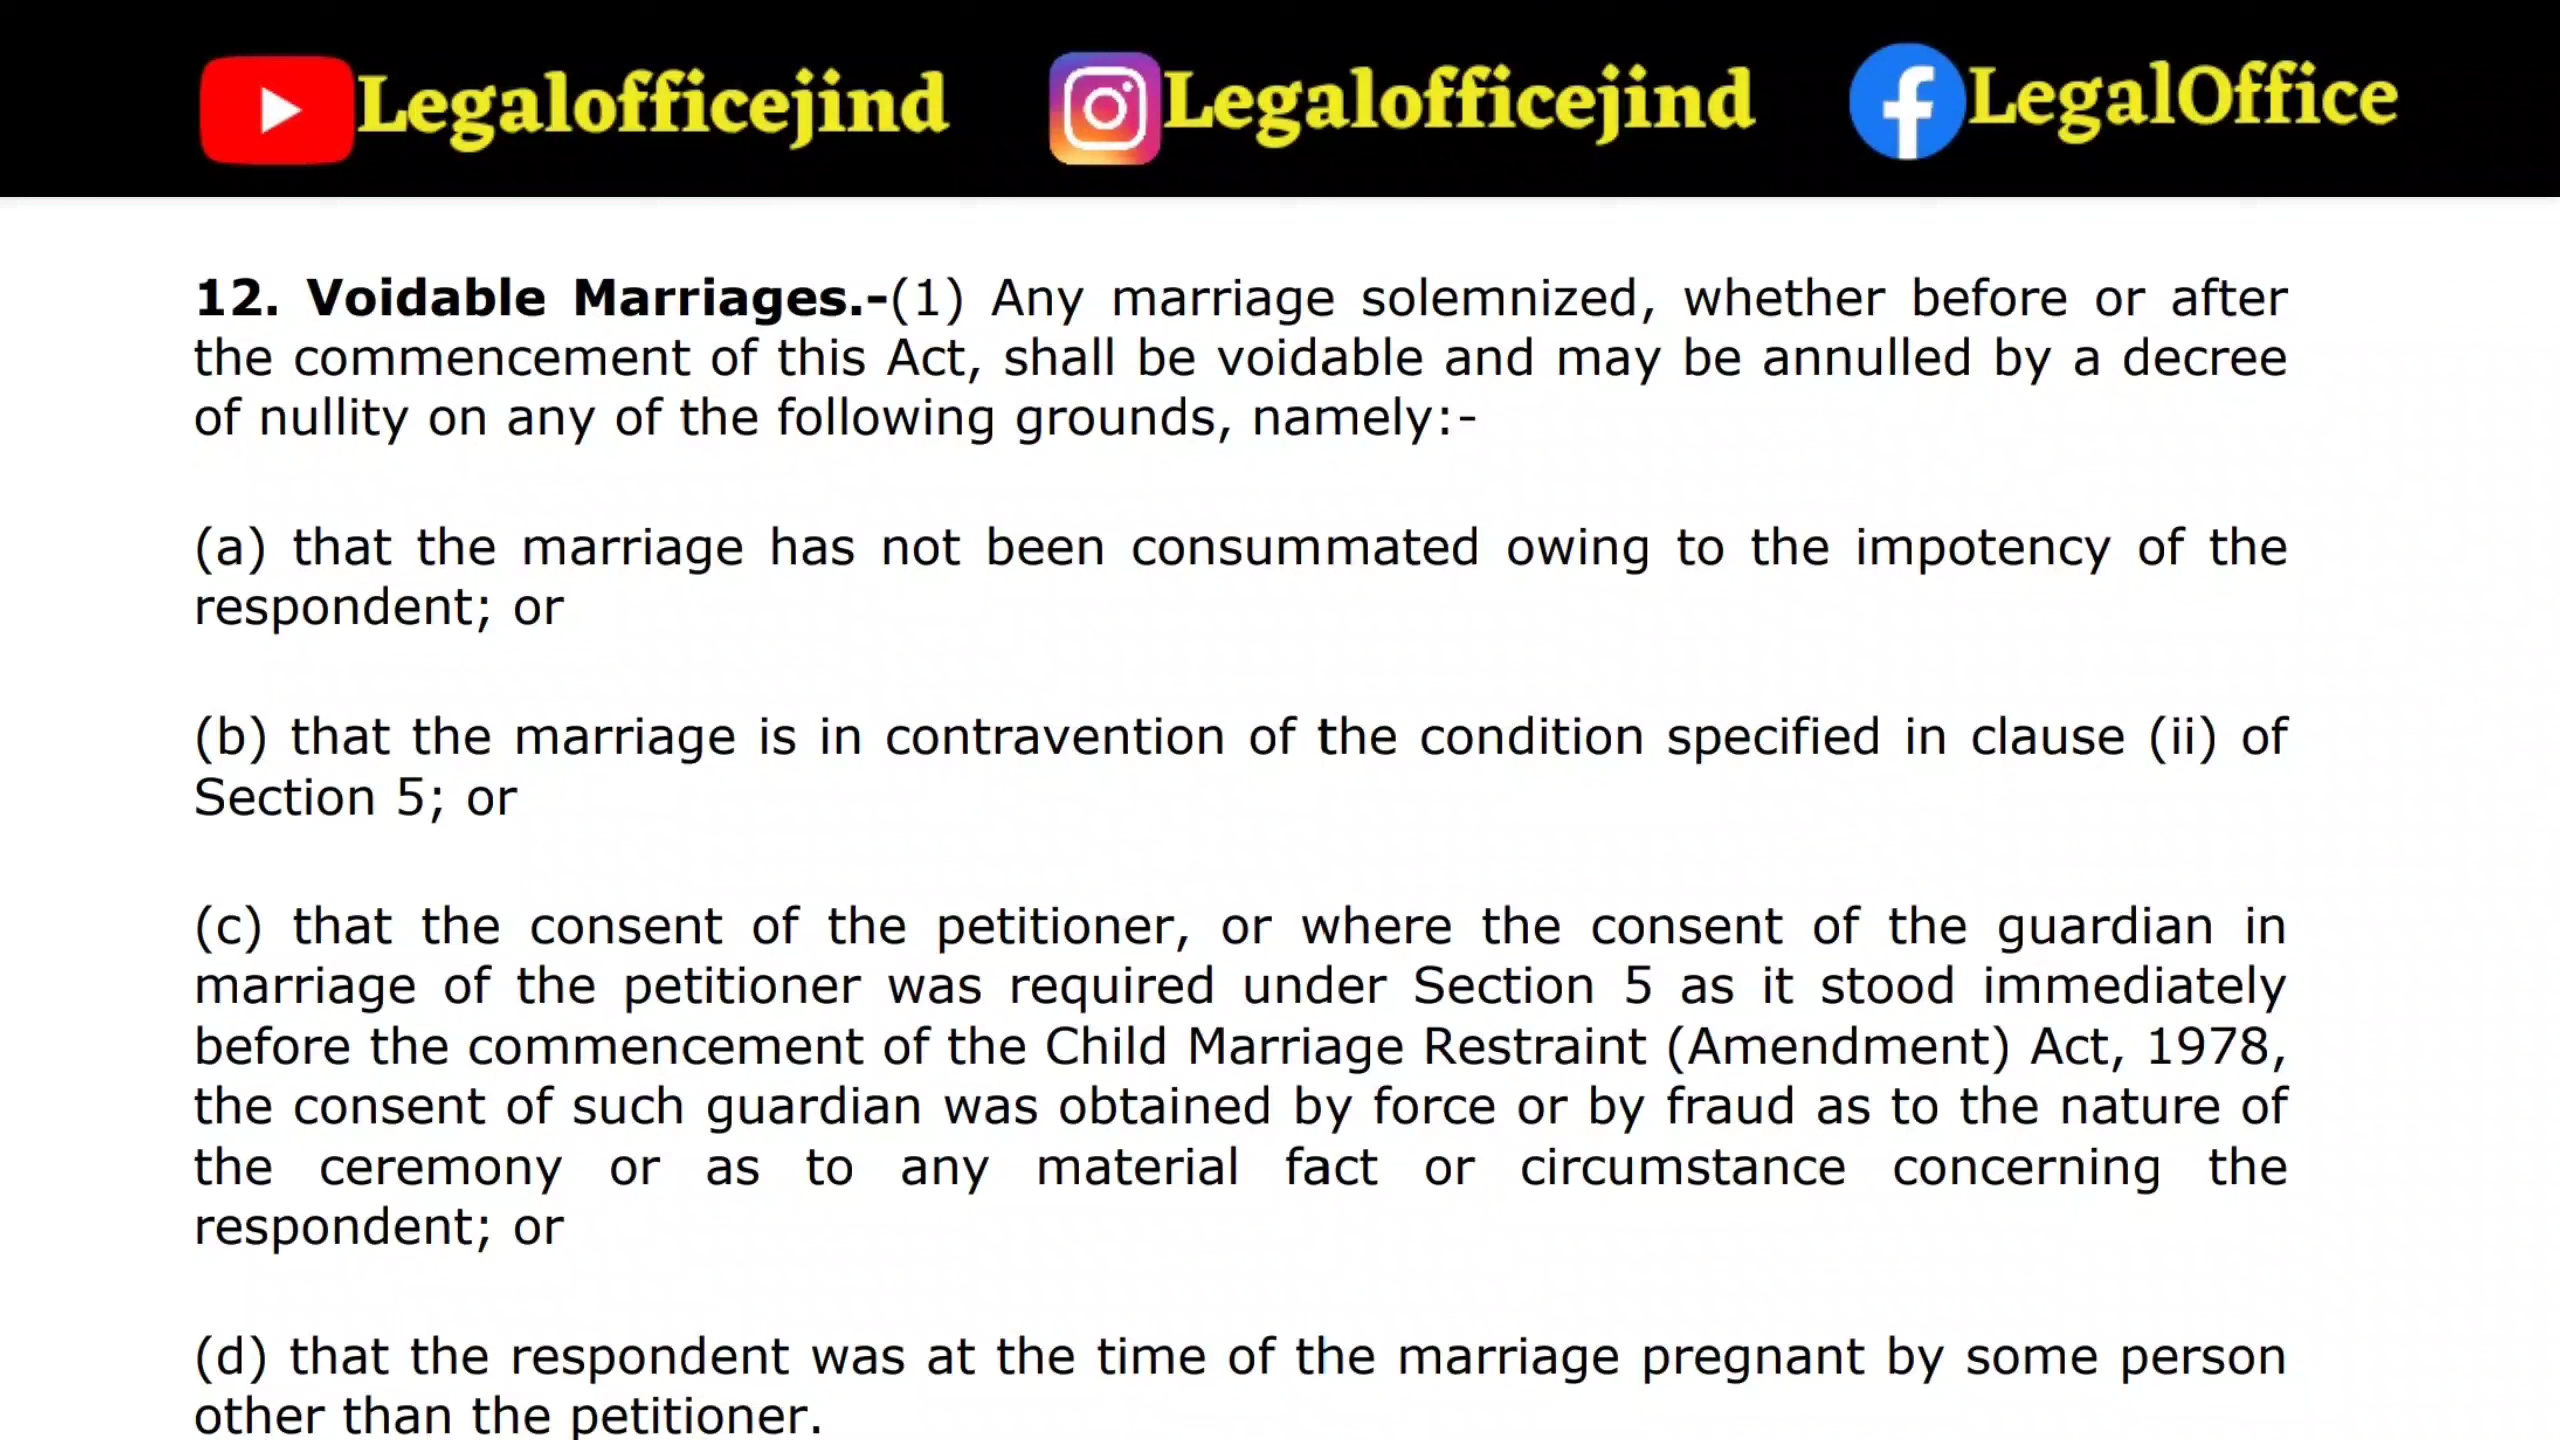 Legalofficejind Legalofficejind LegalOffice
12. Voidable Marriages.-(1) Any marriage solemnized, whether before or after
the commencement of this Act, shall be voidable and may be annulled by a decree
of nullity on any of the following grounds, namely:-
(a) that the marriage has not been consummated owing to the impotency of the
respondent; or
(b) that the marriage is in contravention of the condition specified in clause (ii) of
Section 5; or
(c) that the consent of the petitioner, or where the consent of the guardian in
marriage of the petitioner was required under Section 5 as it stood immediately
before the commencement of the Child Marriage Restraint (Amendment) Act, 1978,
the consent of such guardian was obtained by force or by fraud as to the nature of
the ceremony or as to any material fact or circumstance concerning the
respondent; or
(d) that the respondent was at the time of the marriage pregnant by some person
other than the petitioner.